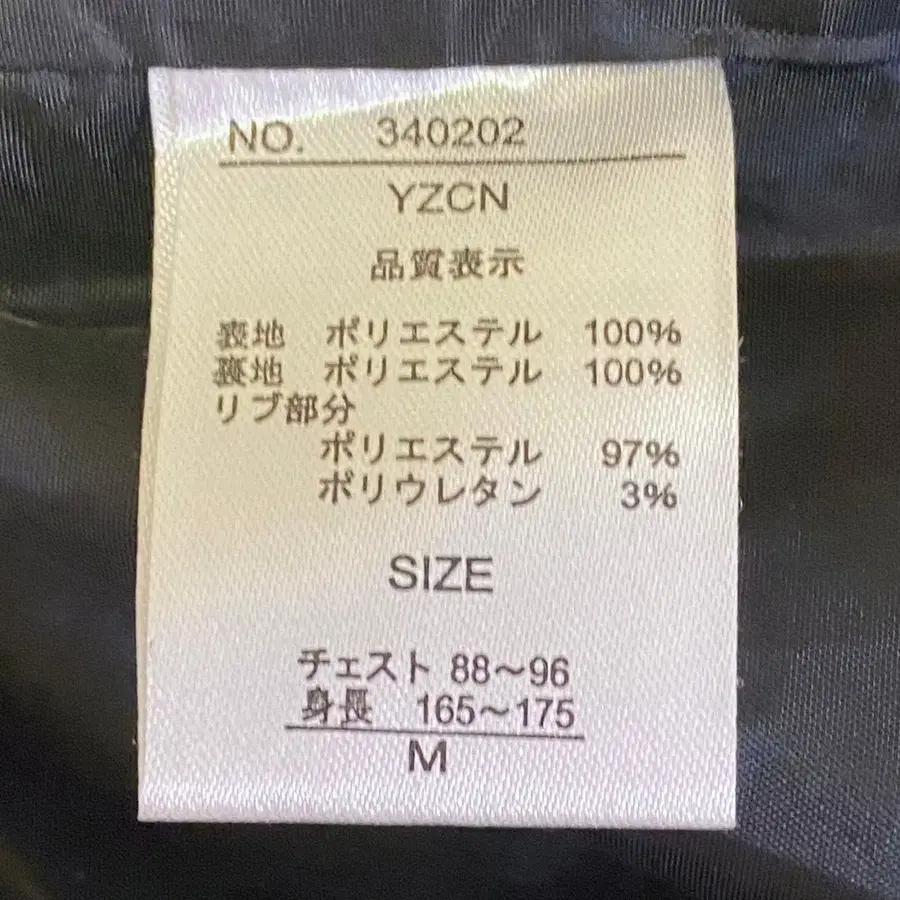 NO. 340202
YZCN
品質表示
表地 ポリエステル 100%
裏地 ポリエステル 100%
リブ部分
ポリエステル 97%
ポリウレタン 3%
SIZE
チェスト 88〜96
身長 165〜175
M